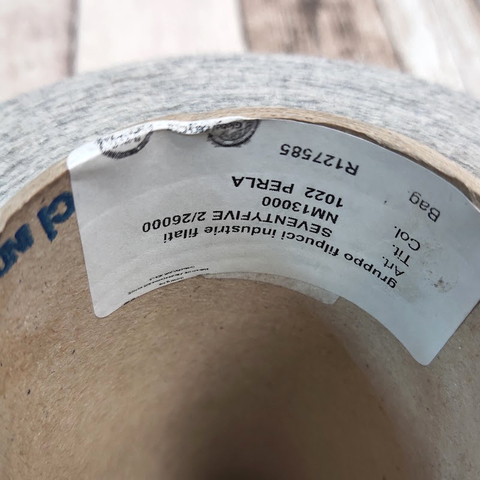 gruppo filpucci industrie filati
Art. SEVENTYFIVE 2/26000
Tit. NM13000
Col. 1022 PERLA
Bag. R127585